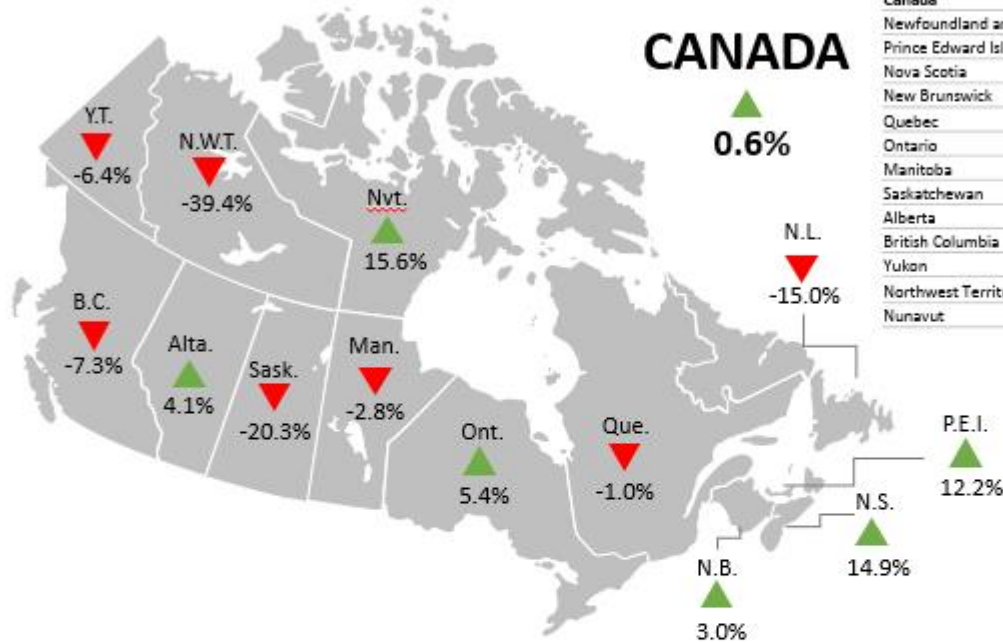 CANADA
0.6%
Y.T.
-6.4%
N.W.T.
-39.4%
Nvt.
15.6%
B.C.
-7.3%
Alta.
4.1%
Sask.
-20.3%
Man.
-2.8%
Ont.
5.4%
Que.
-1.0%
N.L.
-15.0%
P.E.I.
12.2%
N.S.
14.9%
N.B.
3.0%
Canada
Newfoundland
Prince Edward
Nova Scotia
New Brunswick
Quebec
Ontario
Manitoba
Saskatchewan
Alberta
British Columbia
Yukon
Northwest
Nunavut